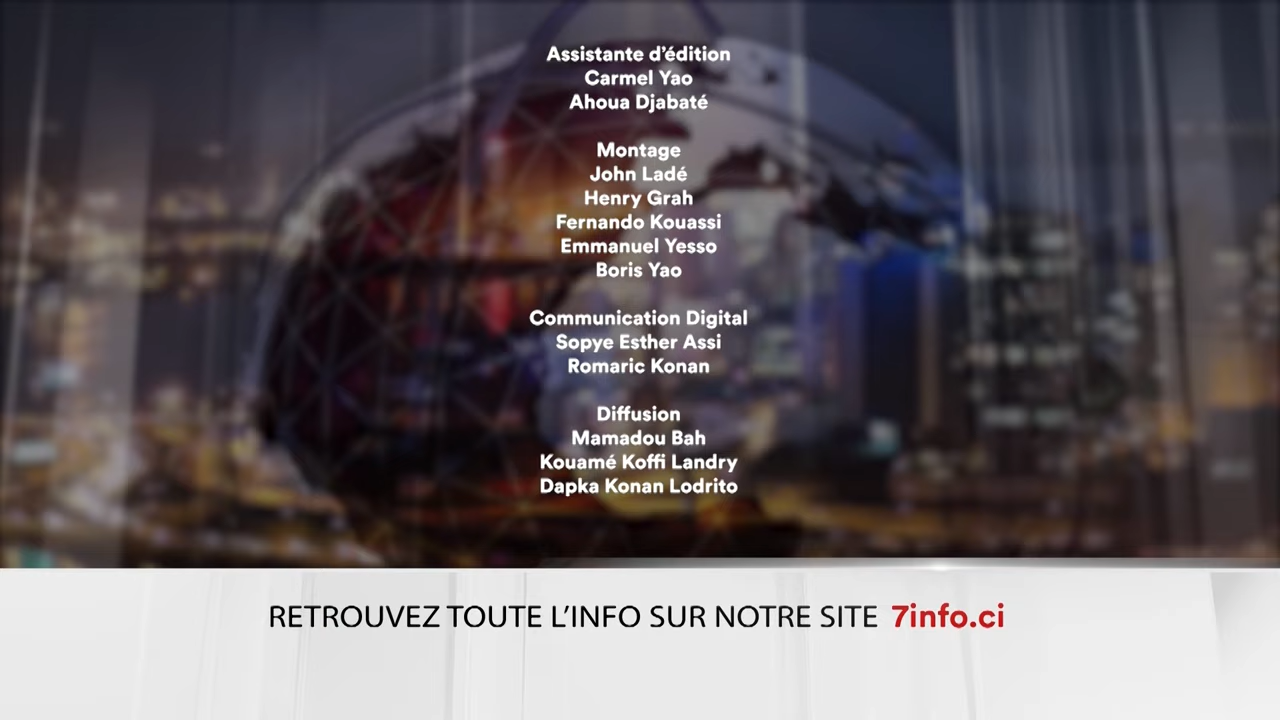 Assistante d'édition
Carmel Yao
Ahoua Djabaté
Montage
John Ladé
Henry Grah
Fernando Kouassi
Emmanuel Yesso
Boris Yao
Communication Digital
Sopye Esther Assi
Romaric Konan
Diffusion
Mamadou Bah
Kouamé Koffi Landry
Dapka Konan Lodrito
RETROUVEZ TOUTE L'INFO SUR NOTRE SITE 7info.ci